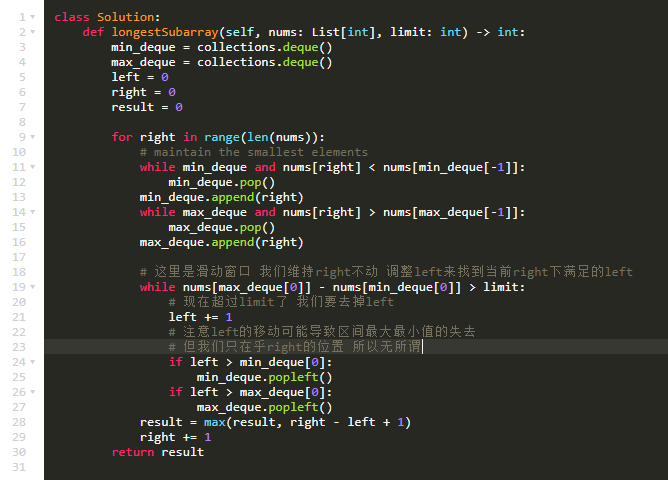 1 class Solution:
2     def longestSubarray(self, nums: List[int], limit: int) -> int:
3         min_deque = collections.deque()
4         max_deque = collections.deque()
5         left = 0
6         right = 0
7         result = 0
8
9         for right in range(len(nums)):
10             # maintain the smallest elements
11             while min_deque and nums[right] < nums[min_deque[-1]]:
12                 min_deque.pop()
13             min_deque.append(right)
14             while max_deque and nums[right] > nums[max_deque[-1]]:
15                 max_deque.pop()
16             max_deque.append(right)
17
18             # 这里是滑动窗口 我们维持right不动 调整left来找到当前right下满足的left
19             while nums[max_deque[0]] - nums[min_deque[0]] > limit:
20                 # 现在超过limit了 我们要去掉left
21                 left += 1
22                 # 注意left的移动可能导致区间最大最小值的失去
23                 # 但我们只在乎right的位置 所以无所谓
24                 if left > min_deque[0]:
25                     min_deque.popleft()
26                 if left > max_deque[0]:
27                     max_deque.popleft()
28             result = max(result, right - left + 1)
29             right += 1
30         return result
31